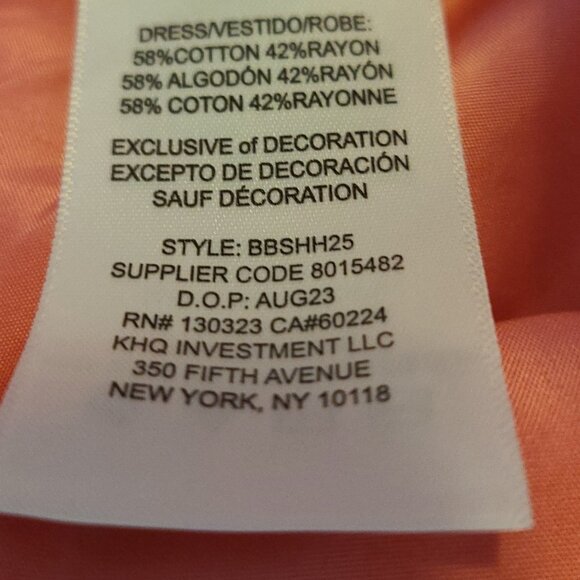 DRESS/VESTIDO/ROBE:
58%COTTON 42%RAYON
58% ALGODÓN 42%RAYÓN
58% COTON 42%RAYONNE
EXCLUSIVE of DECORATION
EXCEPTO DE DECORACIÓN
SAUF DÉCORATION
STYLE: BBSHH25
SUPPLIER CODE 8015482
D.O.P: AUG23
RN# 130323 CA#60224
KHQ INVESTMENT LLC
350 FIFTH AVENUE
NEW YORK, NY 10118